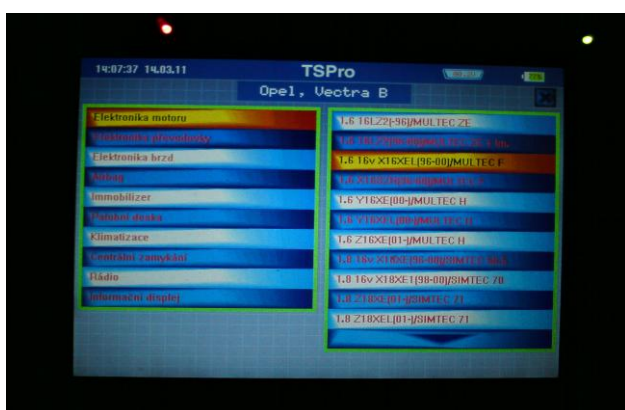 14:07:37 14.03.11
TSPro
Opel, Vectra B
Elektronika motoru
Elektronika převodovky
Elektronika brzd
Airbag
Immobilizer
Palubní deska
Klimatizace
Centrální zamykání
Rádio
Informační displej
1.6 16LZ2[-96]/MULTEC ZE
1.6 16v X16XEL[96-00]/MULTEC F
1.6 Y16XE[00-]/MULTEC H
1.6 Y16XEL[00-]/MULTEC H
1.6 Z16XE[01-]/MULTEC H
1.8 16v X18XE1[98-00]/SIMTEC 70
1.8 Z18XE[01-]/SIMTEC 71
1.8 Z18XEL[01-]/SIMTEC 71